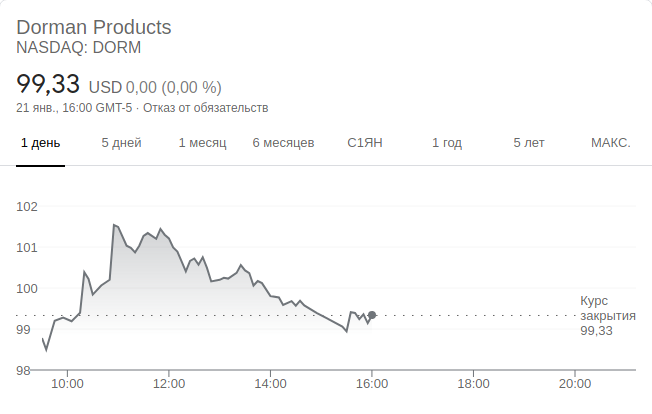 Dorman Products
NASDAQ: DORM
99,33 USD 0,00 (0,00 %)
21 янв., 16:00 GMT-5 · Отказ от обязательств
1 день 5 дней 1 месяц 6 месяцев С1ЯН 1 год 5 лет МАКС.
102
101
100
99
98
Курс
закрытия
99,33
10:00 12:00 14:00 16:00 18:00 20:00